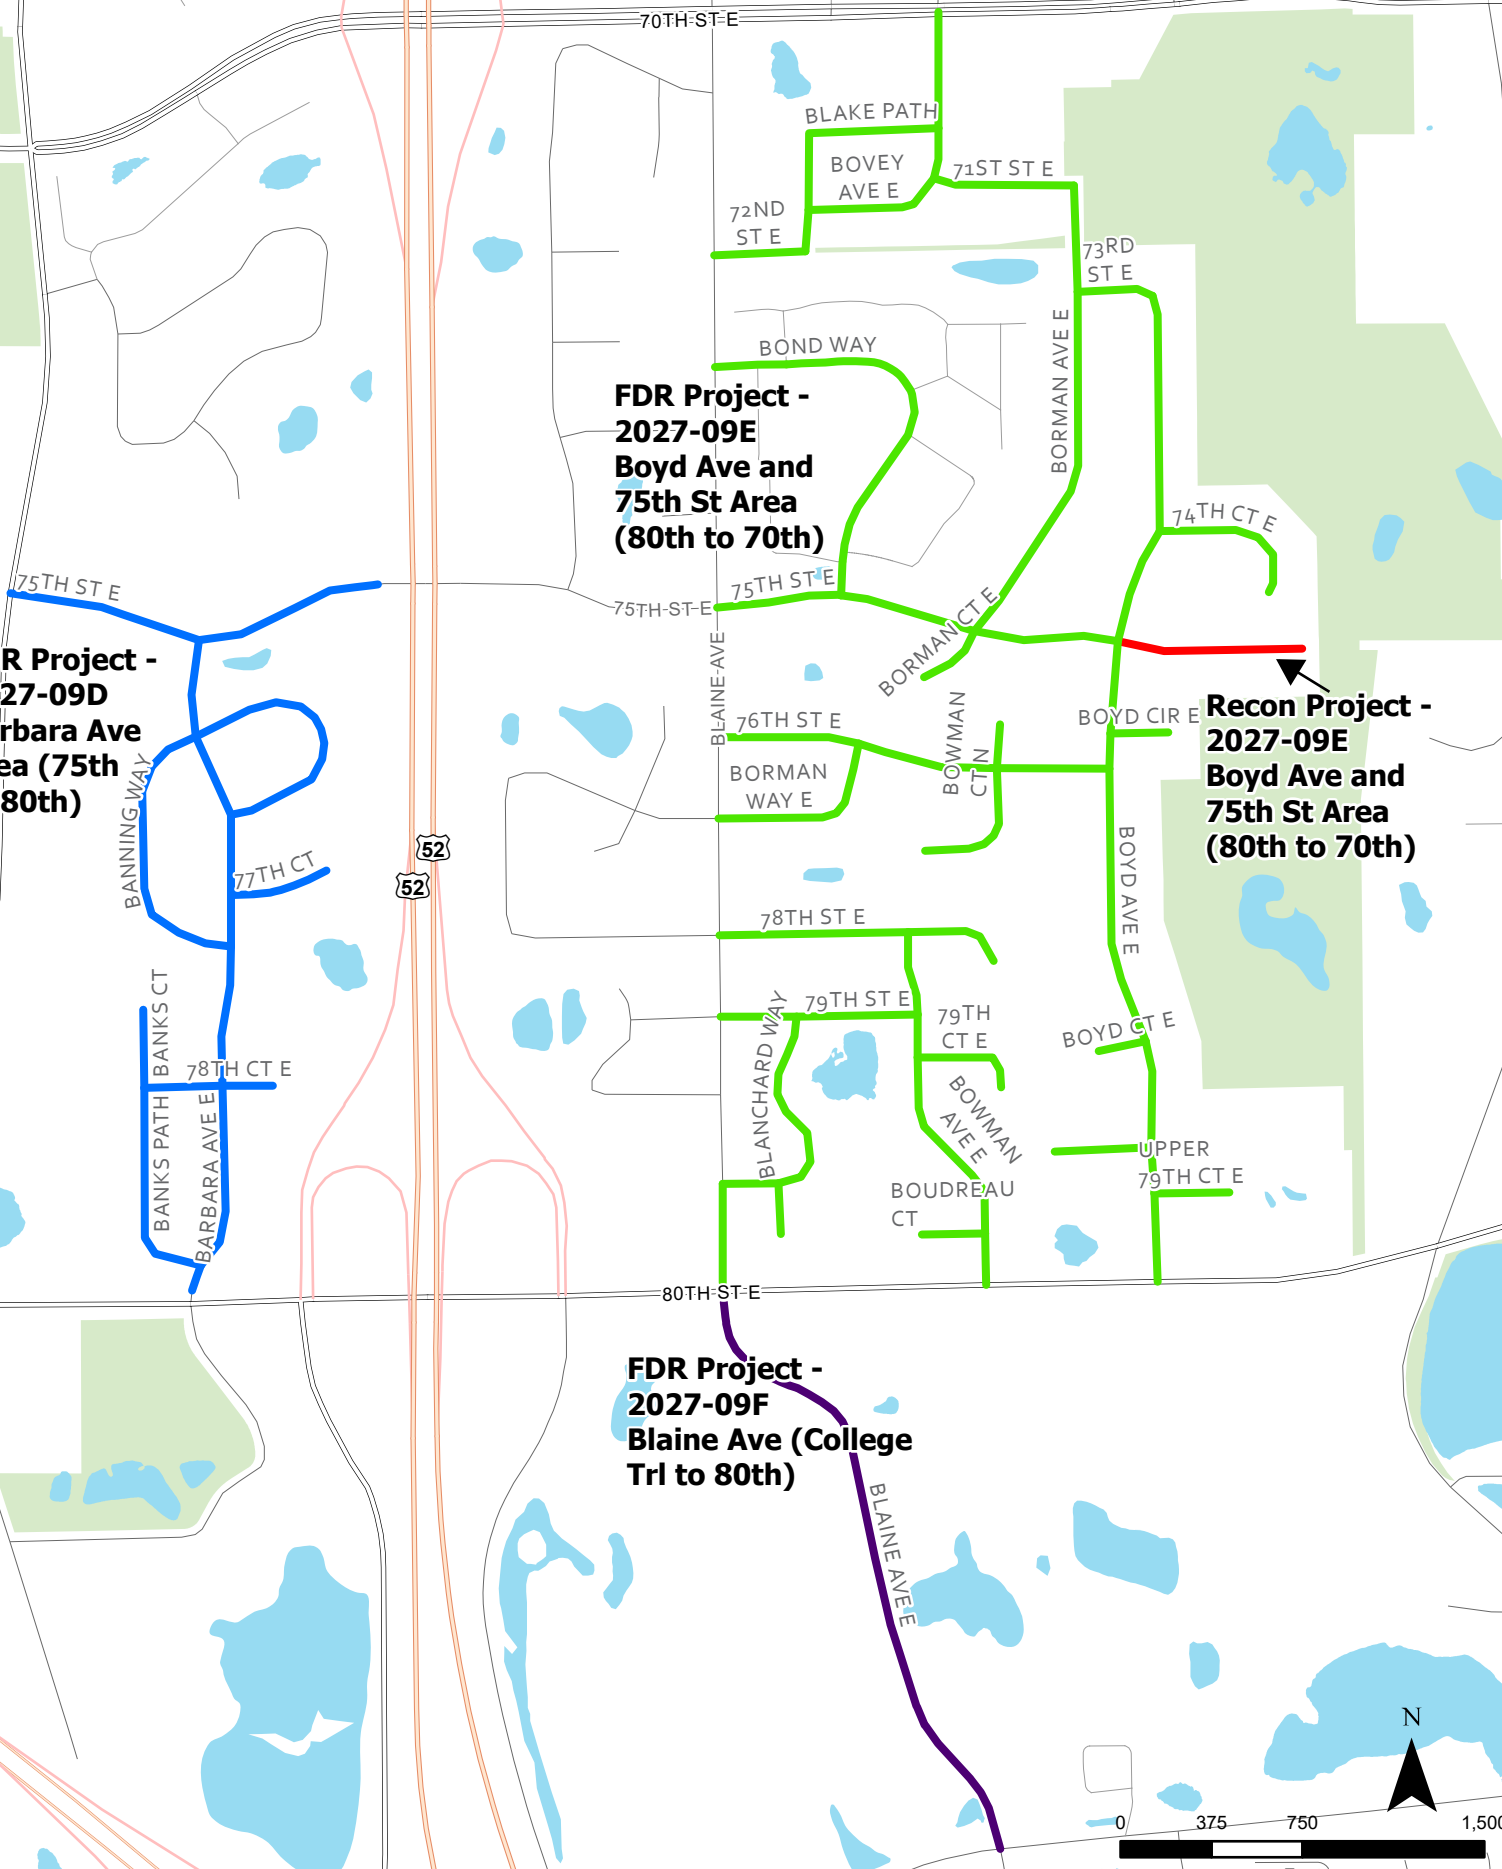 70TH ST E
BLAKE PATH
BOVEY
AVE E
71ST ST E
72ND
ST E
73RD
ST E
BORMAN AVE E
BOND WAY
FDR Project -
2027-09E
Boyd Ave and
75th St Area
(80th to 70th)
74TH CT E
75TH ST E
75TH ST E
75TH ST E
BORMAN CT E
R Project -
27-09D
rbara Ave
ea (75th
80th)
BLAINE AVE
76TH ST E
BOWMAN
CT N
BOYD CIR E
Recon Project -
2027-09E
Boyd Ave and
75th St Area
(80th to 70th)
BORMAN
WAY E
BANNING WAY
77TH CT
52
52
BOYD AVE E
78TH ST E
BANKS CT
79TH ST E
79TH
CT E
BLANCHARD WAY
BOYD CT E
78TH CT E
BANKS PATH
BARBARA AVE E
BOWMAN
AVE E
UPPER
79TH CT E
BOUDREAU
CT
80TH ST E
FDR Project -
2027-09F
Blaine Ave (College
Trl to 80th)
BLAINE AVE E
N
0 375 750 1,500